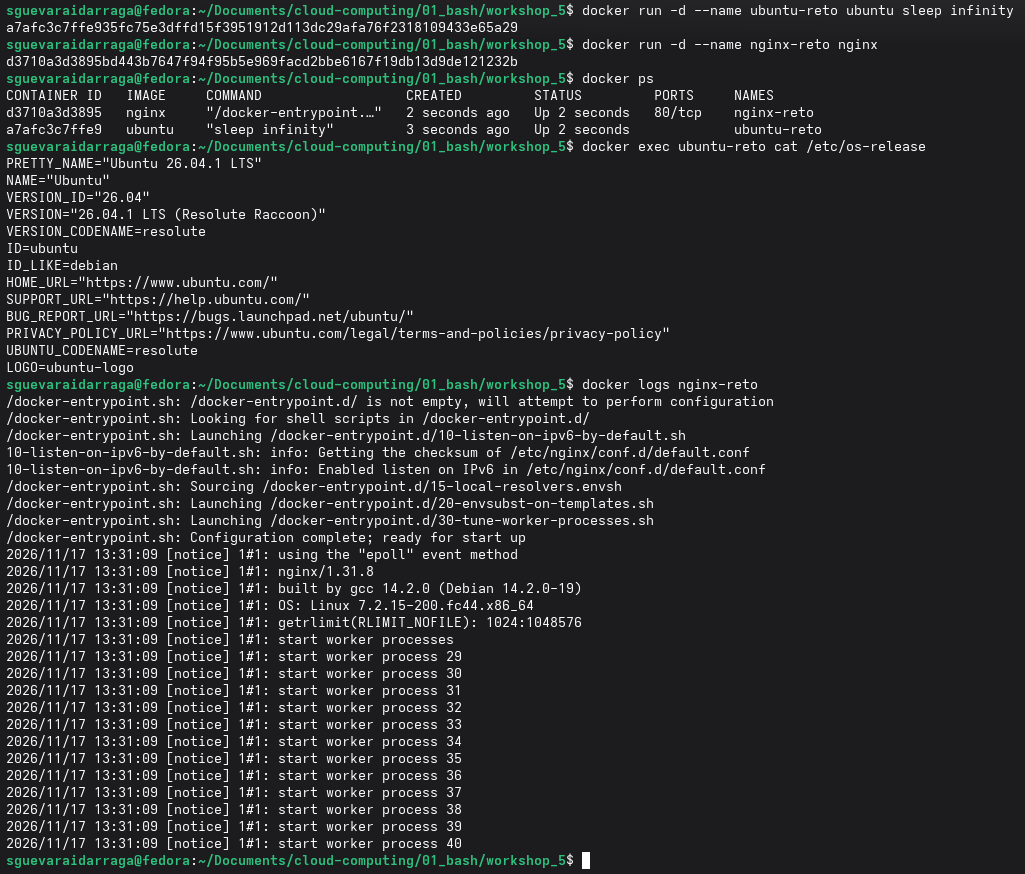 sguevaraidarraga@fedora:~/Documents/cloud-computing/01_bash/workshop_5$ docker run -d --name ubuntu-reto ubuntu sleep infinity
a7afc3c7ffe935fc75e3dffd15f3951912d113dc29afa76f2318109433e65a29
sguevaraidarraga@fedora:~/Documents/cloud-computing/01_bash/workshop_5$ docker run -d --name nginx-reto nginx
d3710a3d3895bd443b7647f94f95b5e969facd2bbe6167f19db13d9de121232b
sguevaraidarraga@fedora:~/Documents/cloud-computing/01_bash/workshop_5$ docker ps
CONTAINER ID   IMAGE     COMMAND                  CREATED         STATUS         PORTS     NAMES
d3710a3d3895   nginx     "/docker-entrypoint.…"   2 seconds ago   Up 2 seconds   80/tcp    nginx-reto
a7afc3c7ffe9   ubuntu    "sleep infinity"         3 seconds ago   Up 2 seconds             ubuntu-reto
sguevaraidarraga@fedora:~/Documents/cloud-computing/01_bash/workshop_5$ docker exec ubuntu-reto cat /etc/os-release
PRETTY_NAME="Ubuntu 26.04.1 LTS"
NAME="Ubuntu"
VERSION_ID="26.04"
VERSION="26.04.1 LTS (Resolute Raccoon)"
VERSION_CODENAME=resolute
ID=ubuntu
ID_LIKE=debian
HOME_URL="https://www.ubuntu.com/"
SUPPORT_URL="https://help.ubuntu.com/"
BUG_REPORT_URL="https://bugs.launchpad.net/ubuntu/"
PRIVACY_POLICY_URL="https://www.ubuntu.com/legal/terms-and-policies/privacy-policy"
UBUNTU_CODENAME=resolute
LOGO=ubuntu-logo
sguevaraidarraga@fedora:~/Documents/cloud-computing/01_bash/workshop_5$ docker logs nginx-reto
/docker-entrypoint.sh: /docker-entrypoint.d/ is not empty, will attempt to perform configuration
/docker-entrypoint.sh: Looking for shell scripts in /docker-entrypoint.d/
/docker-entrypoint.sh: Launching /docker-entrypoint.d/10-listen-on-ipv6-by-default.sh
10-listen-on-ipv6-by-default.sh: info: Getting the checksum of /etc/nginx/conf.d/default.conf
10-listen-on-ipv6-by-default.sh: info: Enabled listen on IPv6 in /etc/nginx/conf.d/default.conf
/docker-entrypoint.sh: Sourcing /docker-entrypoint.d/15-local-resolvers.envsh
/docker-entrypoint.sh: Launching /docker-entrypoint.d/20-envsubst-on-templates.sh
/docker-entrypoint.sh: Launching /docker-entrypoint.d/30-tune-worker-processes.sh
/docker-entrypoint.sh: Configuration complete; ready for start up
2026/11/17 13:31:09 [notice] 1#1: using the "epoll" event method
2026/11/17 13:31:09 [notice] 1#1: nginx/1.31.8
2026/11/17 13:31:09 [notice] 1#1: built by gcc 14.2.0 (Debian 14.2.0-19)
2026/11/17 13:31:09 [notice] 1#1: OS: Linux 7.2.15-200.fc44.x86_64
2026/11/17 13:31:09 [notice] 1#1: getrlimit(RLIMIT_NOFILE): 1024:1048576
2026/11/17 13:31:09 [notice] 1#1: start worker processes
2026/11/17 13:31:09 [notice] 1#1: start worker process 29
2026/11/17 13:31:09 [notice] 1#1: start worker process 30
2026/11/17 13:31:09 [notice] 1#1: start worker process 31
2026/11/17 13:31:09 [notice] 1#1: start worker process 32
2026/11/17 13:31:09 [notice] 1#1: start worker process 33
2026/11/17 13:31:09 [notice] 1#1: start worker process 34
2026/11/17 13:31:09 [notice] 1#1: start worker process 35
2026/11/17 13:31:09 [notice] 1#1: start worker process 36
2026/11/17 13:31:09 [notice] 1#1: start worker process 37
2026/11/17 13:31:09 [notice] 1#1: start worker process 38
2026/11/17 13:31:09 [notice] 1#1: start worker process 39
2026/11/17 13:31:09 [notice] 1#1: start worker process 40
sguevaraidarraga@fedora:~/Documents/cloud-computing/01_bash/workshop_5$